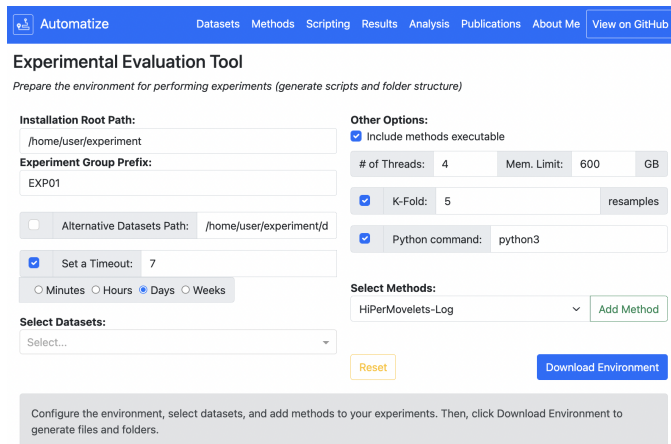 Automatize
Datasets Methods Scripting Results Analysis Publications About Me View on GitHub
Experimental Evaluation Tool
Prepare the environment for performing experiments (generate scripts and folder structure)
Installation Root Path:
/home/user/experiment
Experiment Group Prefix:
EXP01
Alternative Datasets Path: /home/user/experiment/d
Set a Timeout: 7
Minutes Hours Days Weeks
Select Datasets:
Select...
Other Options:
Include methods executable
# of Threads: 4 Mem. Limit: 600 GB
K-Fold: 5 resamples
Python command: python3
Select Methods:
HiPerMovelets-Log Add Method
Reset Download Environment
Configure the environment, select datasets, and add methods to your experiments. Then, click Download Environment to
generate files and folders.